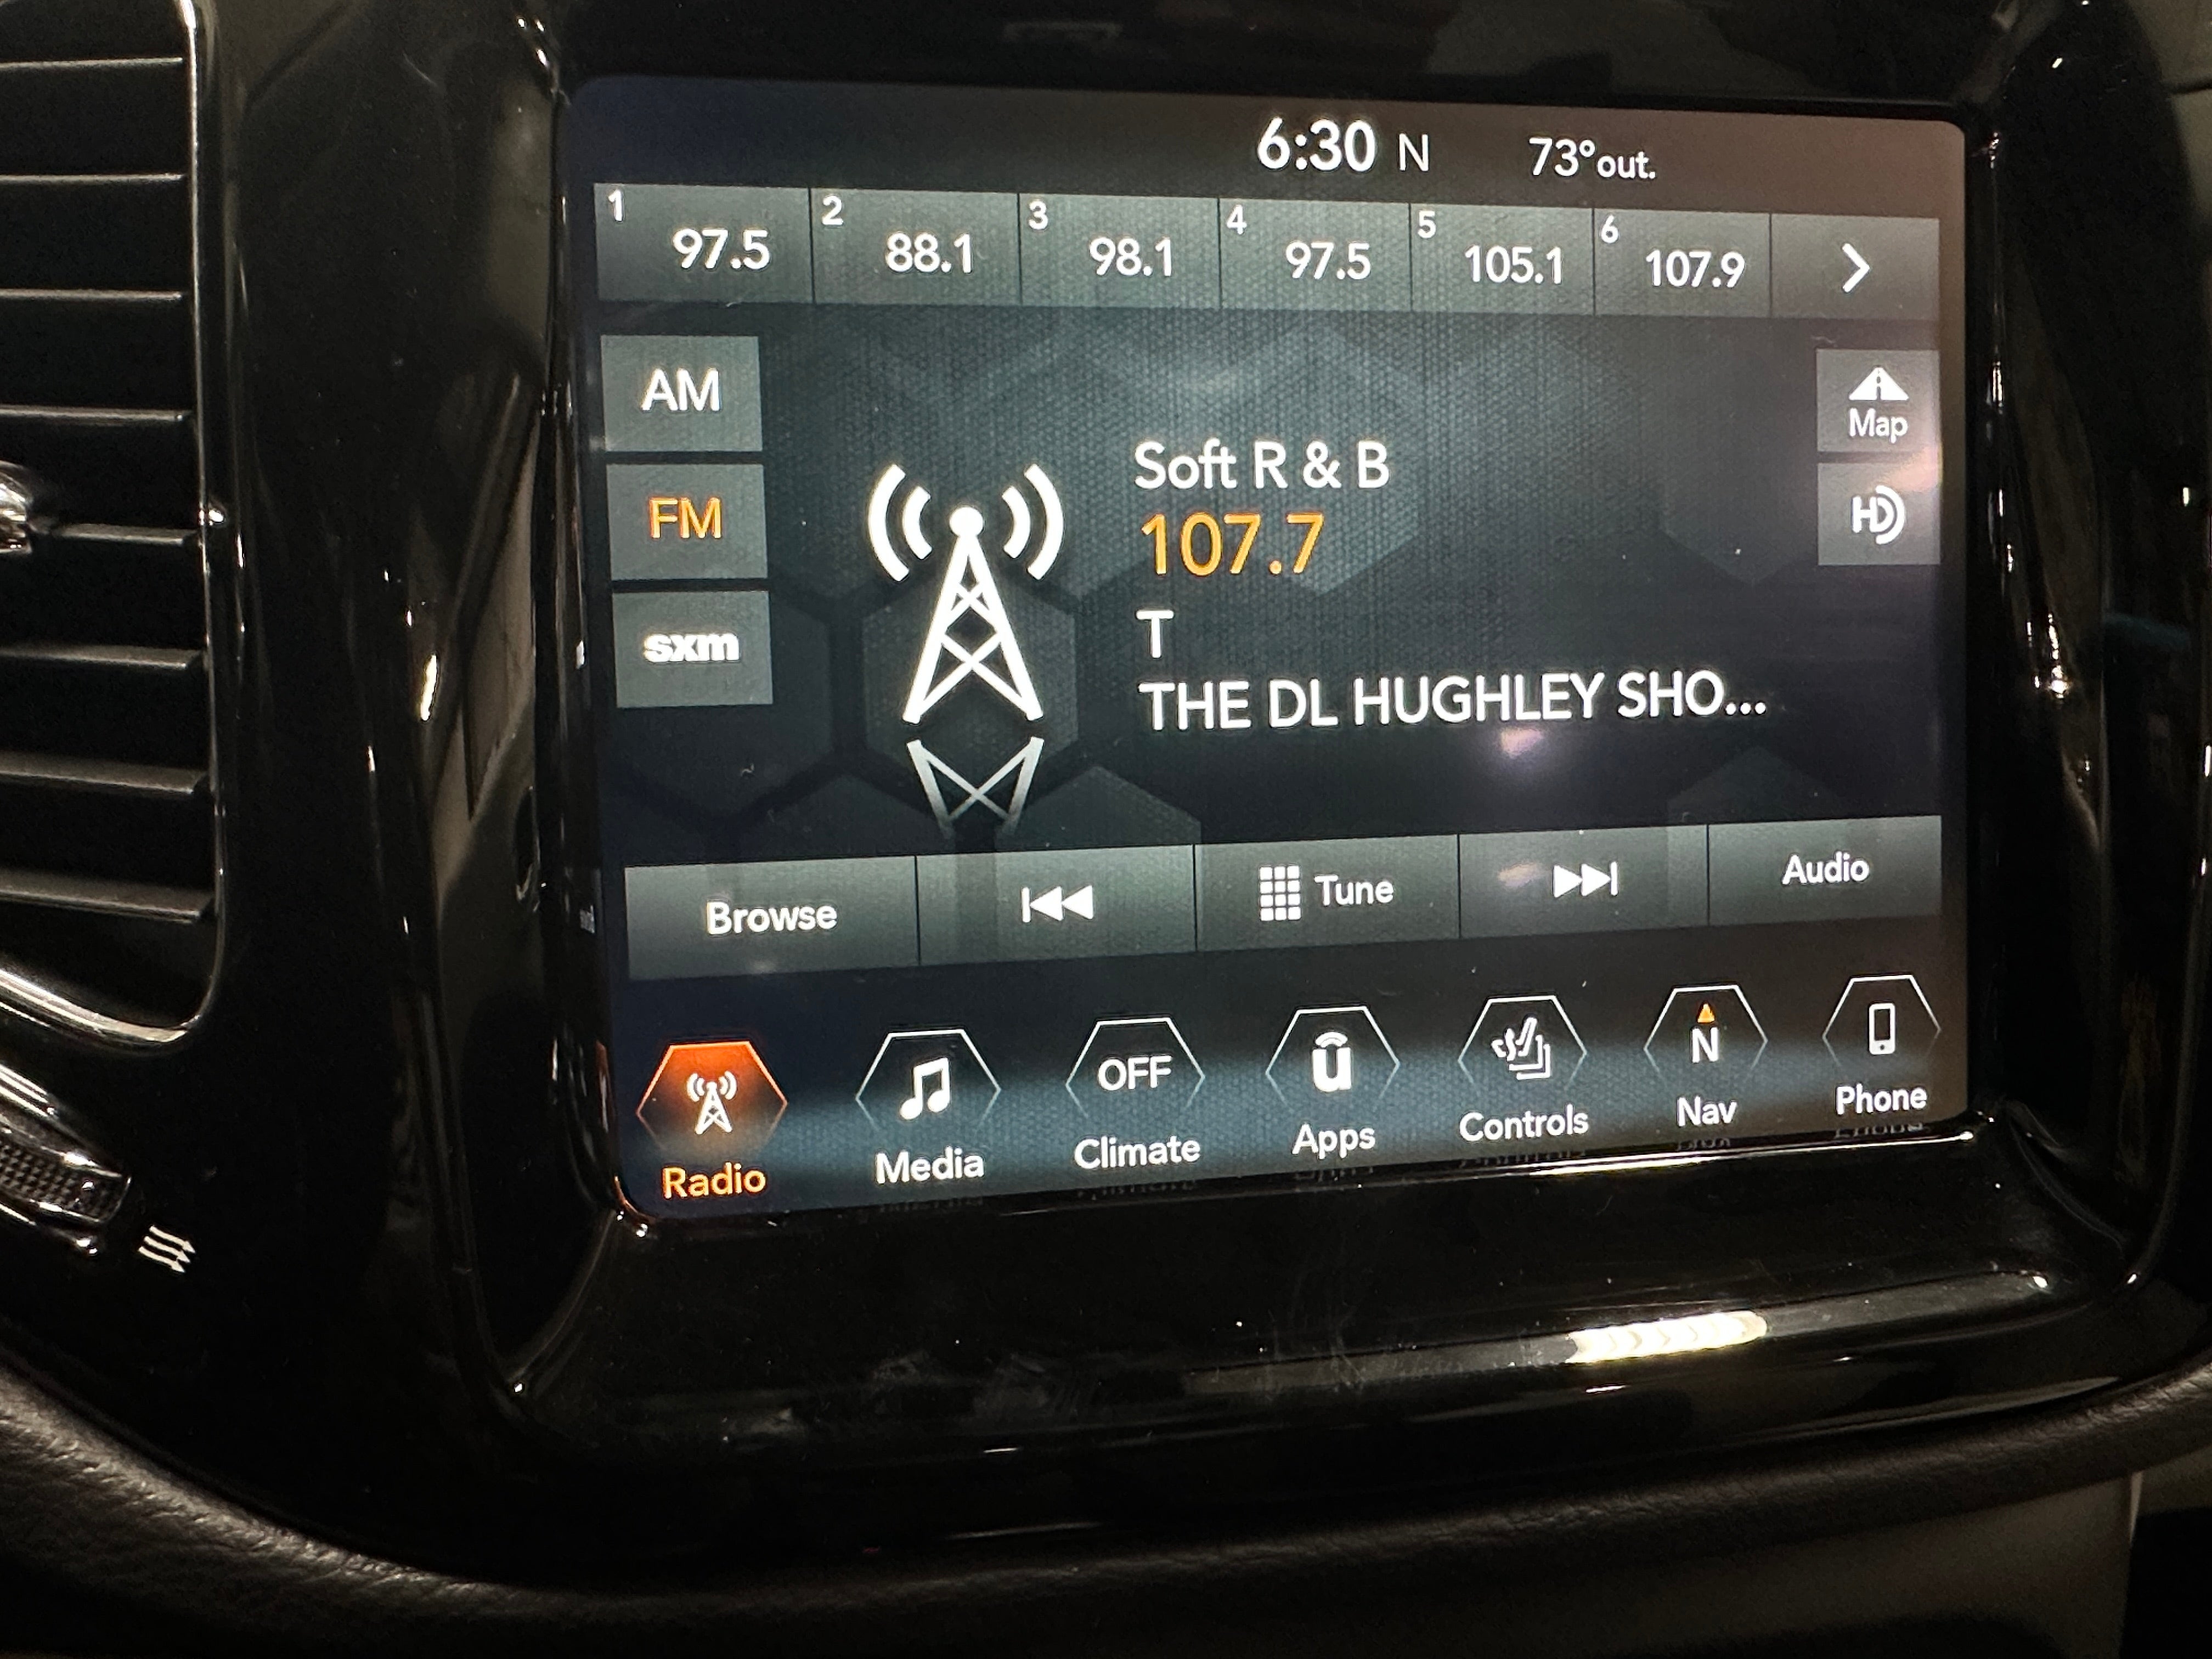 6:30 N 73°out.
1 97.5 2 88.1 3 98.1 4 97.5 5 105.1 6 107.9
AM
Map
Soft R & B
FM
107.7
HD
T
sxm
THE DL HUGHLEY SHO...
Browse Tune Audio
OFF u N
Radio Media Climate Apps Controls Nav Phone